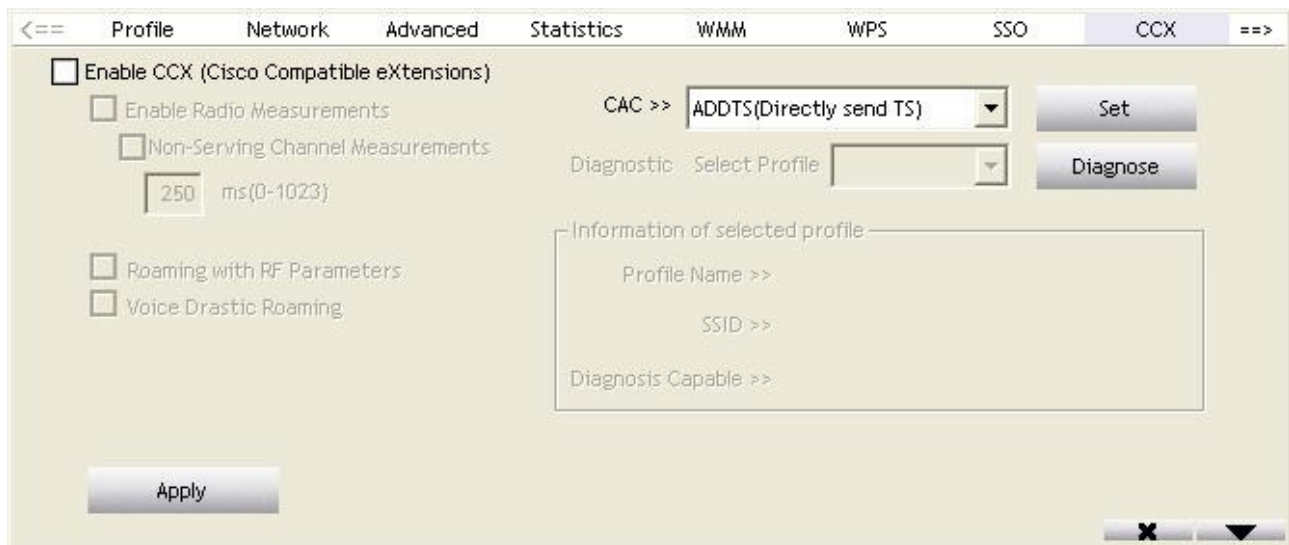 <== Profile Network Advanced Statistics WMM WPS SSO CCX ==>
Enable CCX (Cisco Compatible eXtensions)
Enable Radio Measurements
Non-Serving Channel Measurements
250 ms(0-1023)
Roaming with RF Parameters
Voice Drastic Roaming
CAC >> ADDTS(Directly send TS) Set
Diagnostic Select Profile Diagnose
Information of selected profile
Profile Name >>
SSID >>
Diagnosis Capable >>
Apply